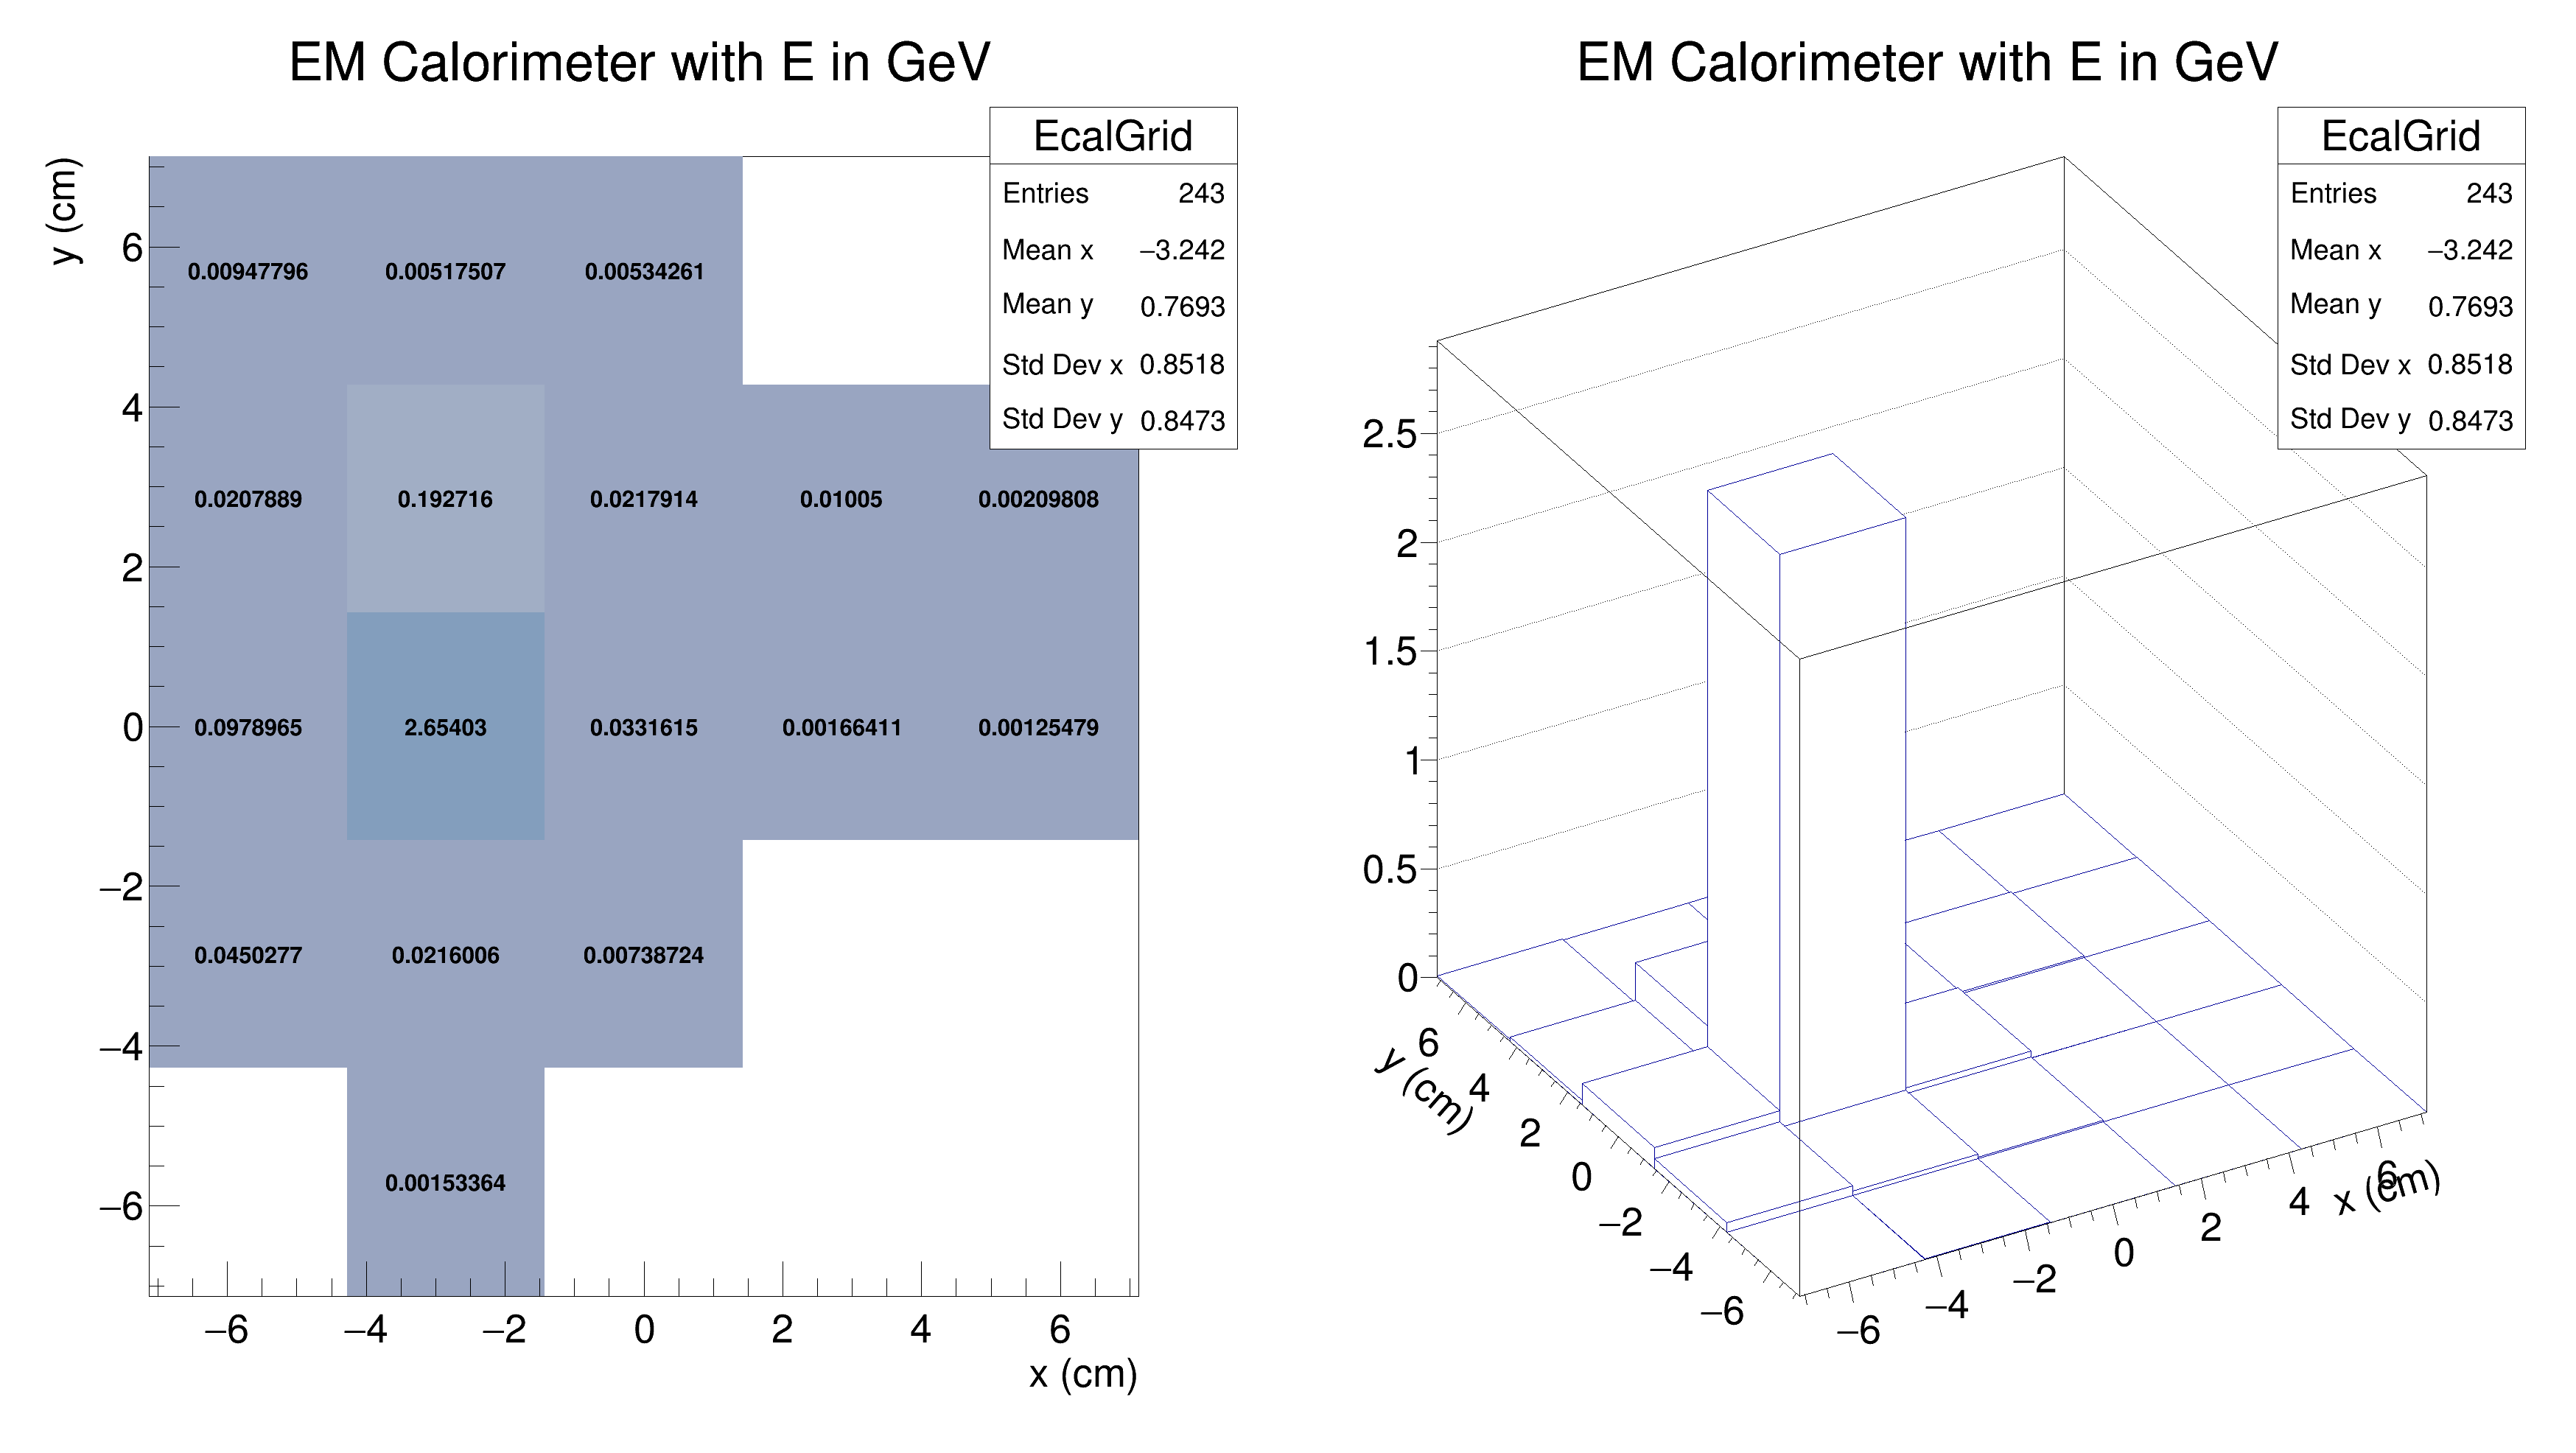 EM Calorimeter with E in GeV
EcalGrid
Entries 243
Mean x −3.242
Mean y 0.7693
Std Dev x 0.8518
Std Dev y 0.8473
y (cm)
6
4
2
0
−2
−4
−6
0.00947796 0.00517507 0.00534261
0.0207889 0.192716 0.0217914 0.01005 0.00209808
0.0978965 2.65403 0.0331615 0.00166411 0.00125479
0.0450277 0.0216006 0.00738724
0.00153364
−6 −4 −2 0 2 4 6
x (cm)
EM Calorimeter with E in GeV
EcalGrid
Entries 243
Mean x −3.242
Mean y 0.7693
Std Dev x 0.8518
Std Dev y 0.8473
2.5
2
1.5
1
0.5
0
6
4
2
0
−2
−4
−6
y (cm)
−6
−4
−2
0
2
4
6
x (cm)